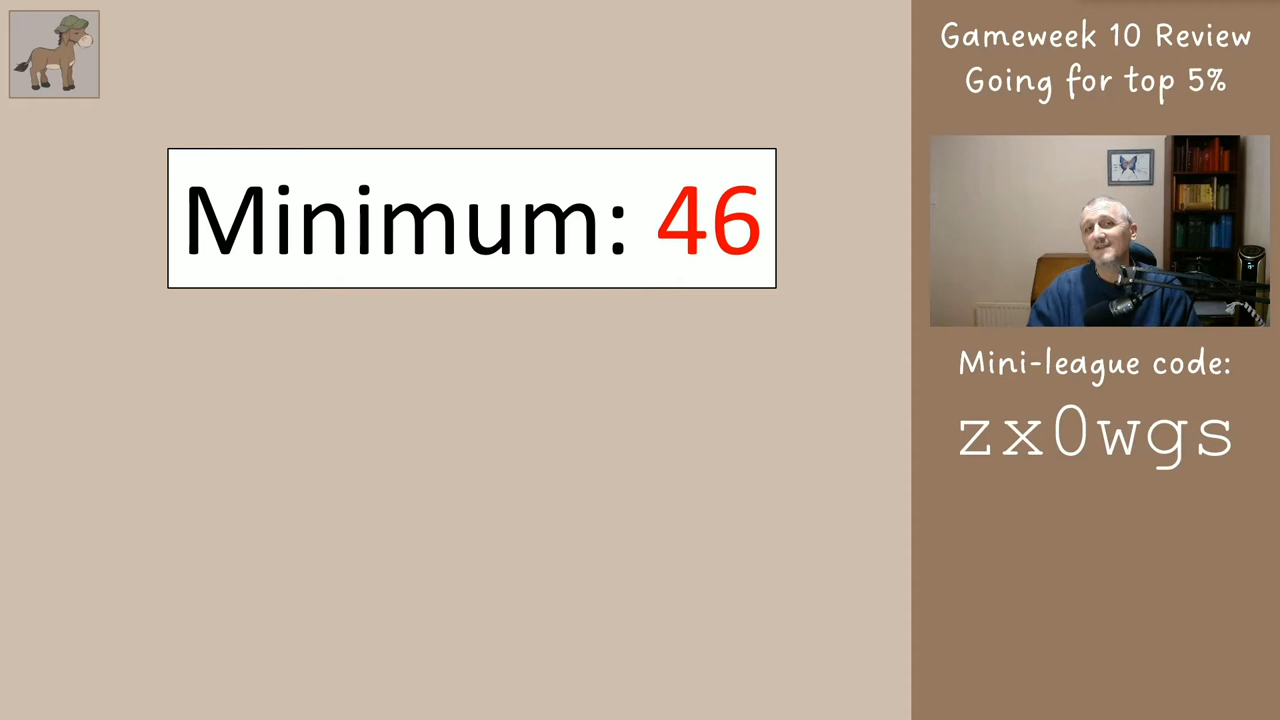 Minimum: 46
Gameweek 10 Review
Going for top 5%
Mini-league code:
zx0wgs